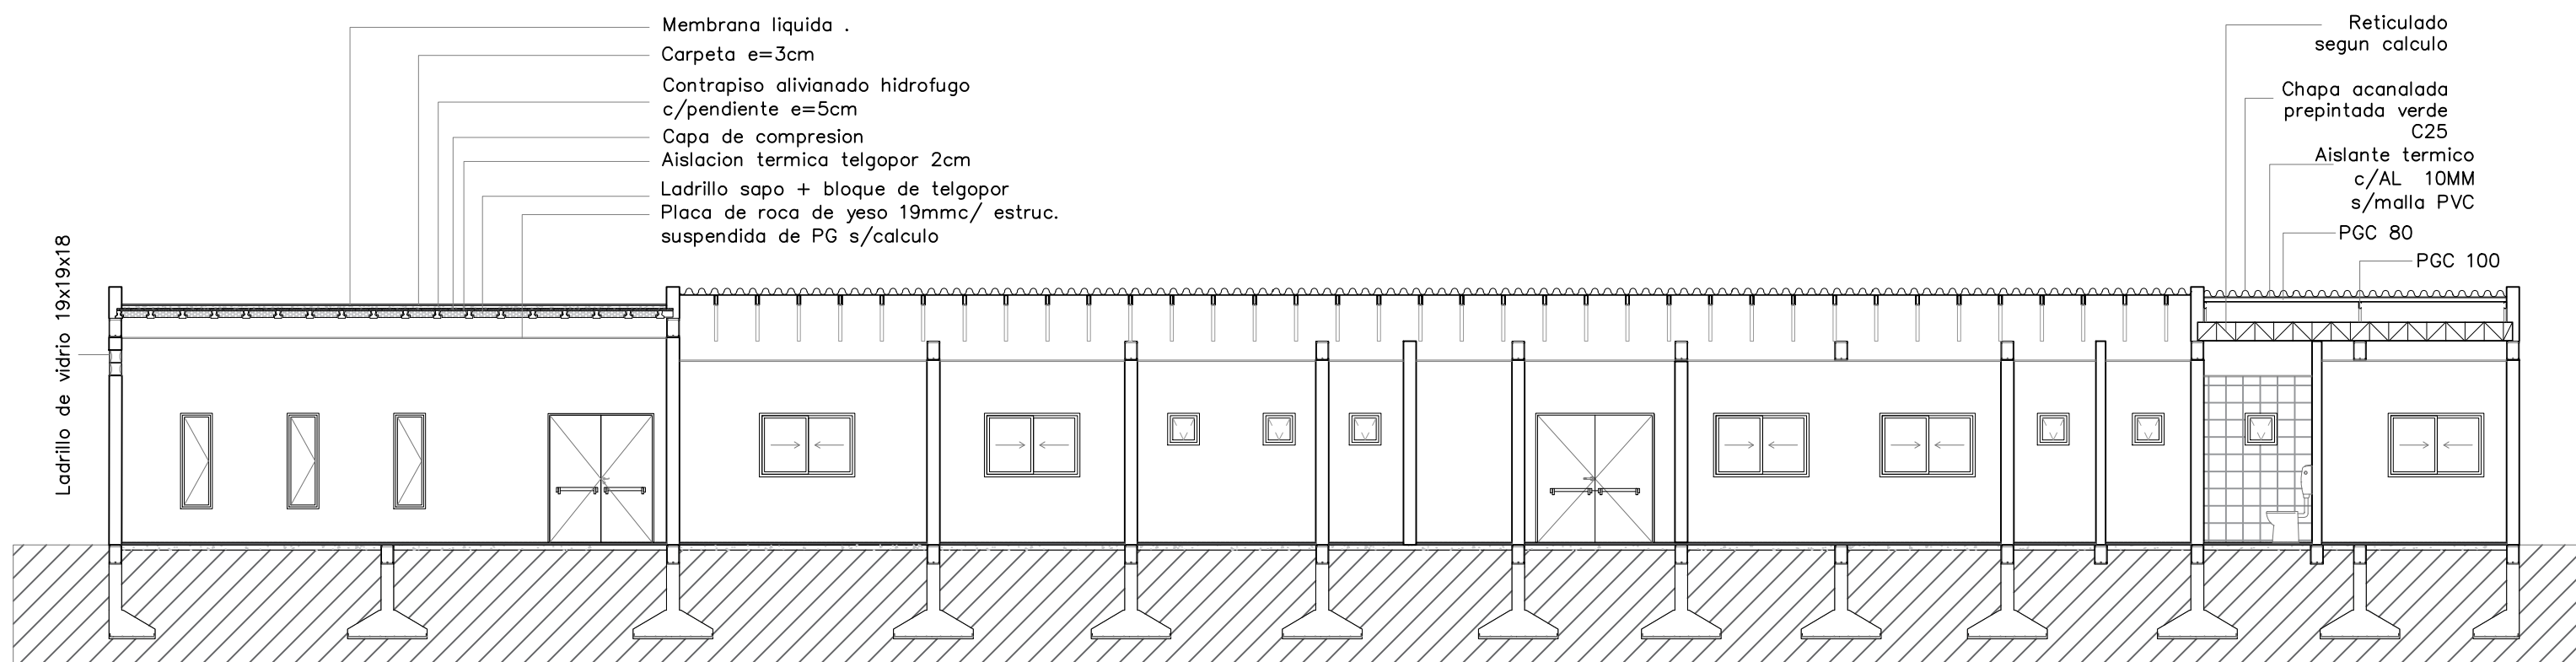 Membrana liquida .
Carpeta e=3cm
Contrapiso alivianado hidrofugo
c/pendiente e=5cm
Capa de compresion
Aislacion termica telgopor 2cm
Ladrillo sapo + bloque de telgopor
Placa de roca de yeso 19mmc/ estruc.
suspendida de PG s/calculo
Ladrillo de vidrio 19x19x18
Reticulado
segun calculo
Chapa acanalada
prepintada verde
C25
Aislante termico
c/AL 10MM
s/malla PVC
PGC 80
PGC 100